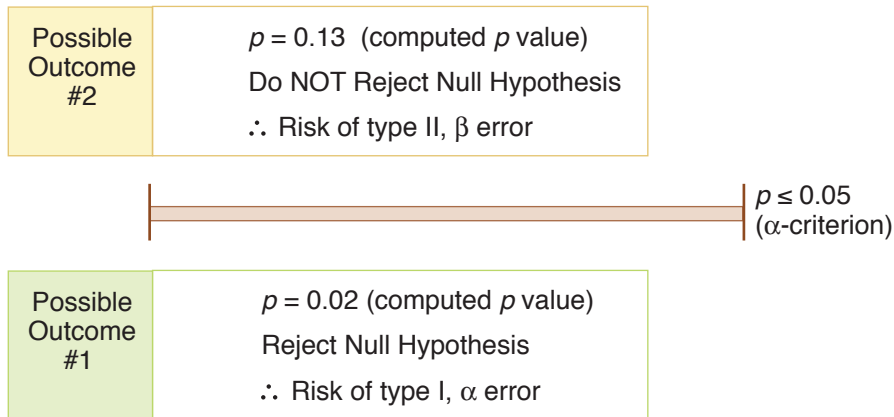 Possible
Outcome
#2
p = 0.13 (computed p value)
Do NOT Reject Null Hypothesis
∴ Risk of type II, β error
p ≤ 0.05
(α-criterion)
Possible
Outcome
#1
p = 0.02 (computed p value)
Reject Null Hypothesis
∴ Risk of type I, α error